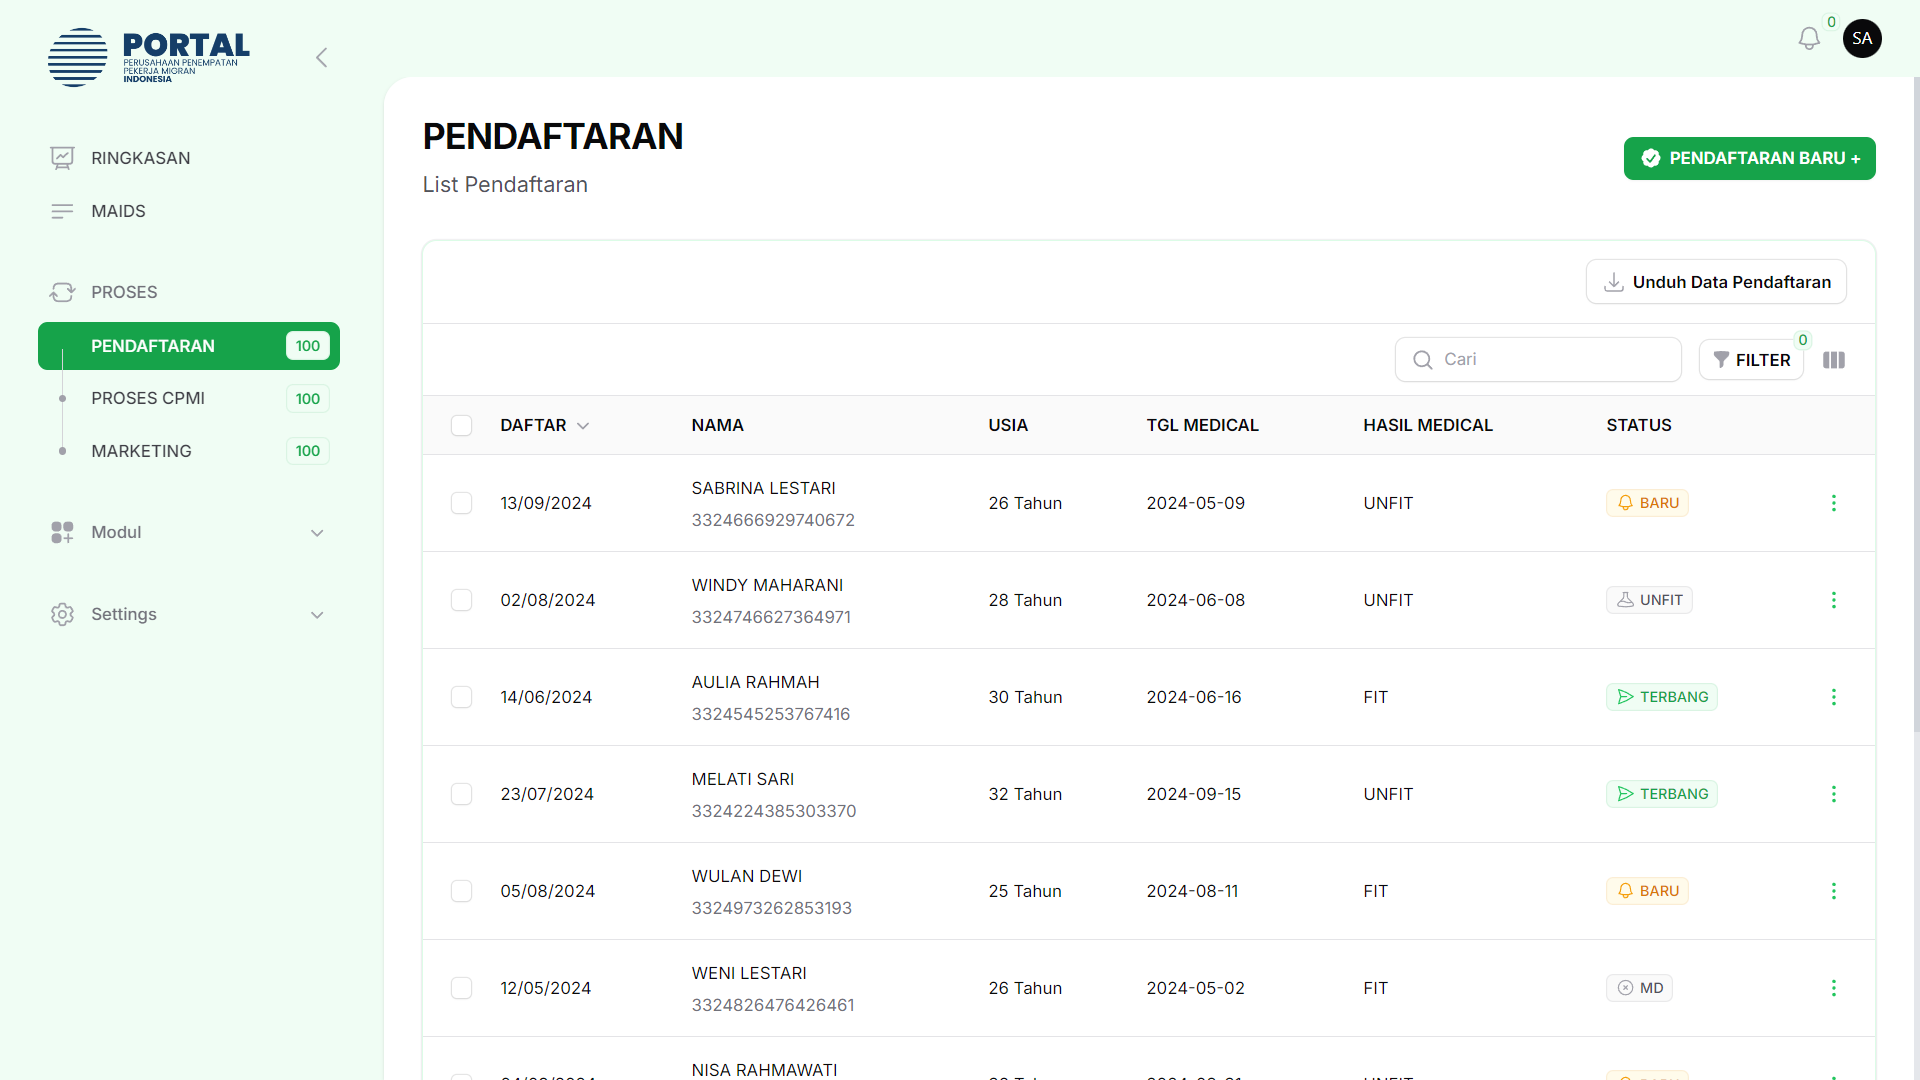 PORTAL
PERUSAHAAN PENEMPATAN
PEKERJA MIGRAN
INDONESIA
0
SA
RINGKASAN
MAIDS
PROSES
PENDAFTARAN 100
PROSES CPMI 100
MARKETING 100
Modul
Settings
PENDAFTARAN
List Pendaftaran
PENDAFTARAN BARU +
Unduh Data Pendaftaran
Cari
FILTER
0
DAFTAR NAMA USIA TGL MEDICAL HASIL MEDICAL STATUS
13/09/2024 SABRINA LESTARI 26 Tahun 2024-05-09 UNFIT BARU
3324666929740672
02/08/2024 WINDY MAHARANI 28 Tahun 2024-06-08 UNFIT UNFIT
3324746627364971
14/06/2024 AULIA RAHMAH 30 Tahun 2024-06-16 FIT TERBANG
3324545253767416
23/07/2024 MELATI SARI 32 Tahun 2024-09-15 UNFIT TERBANG
3324224385303370
05/08/2024 WULAN DEWI 25 Tahun 2024-08-11 FIT BARU
3324973262853193
12/05/2024 WENI LESTARI 26 Tahun 2024-05-02 FIT MD
3324826476426461
NISA RAHMAWATI